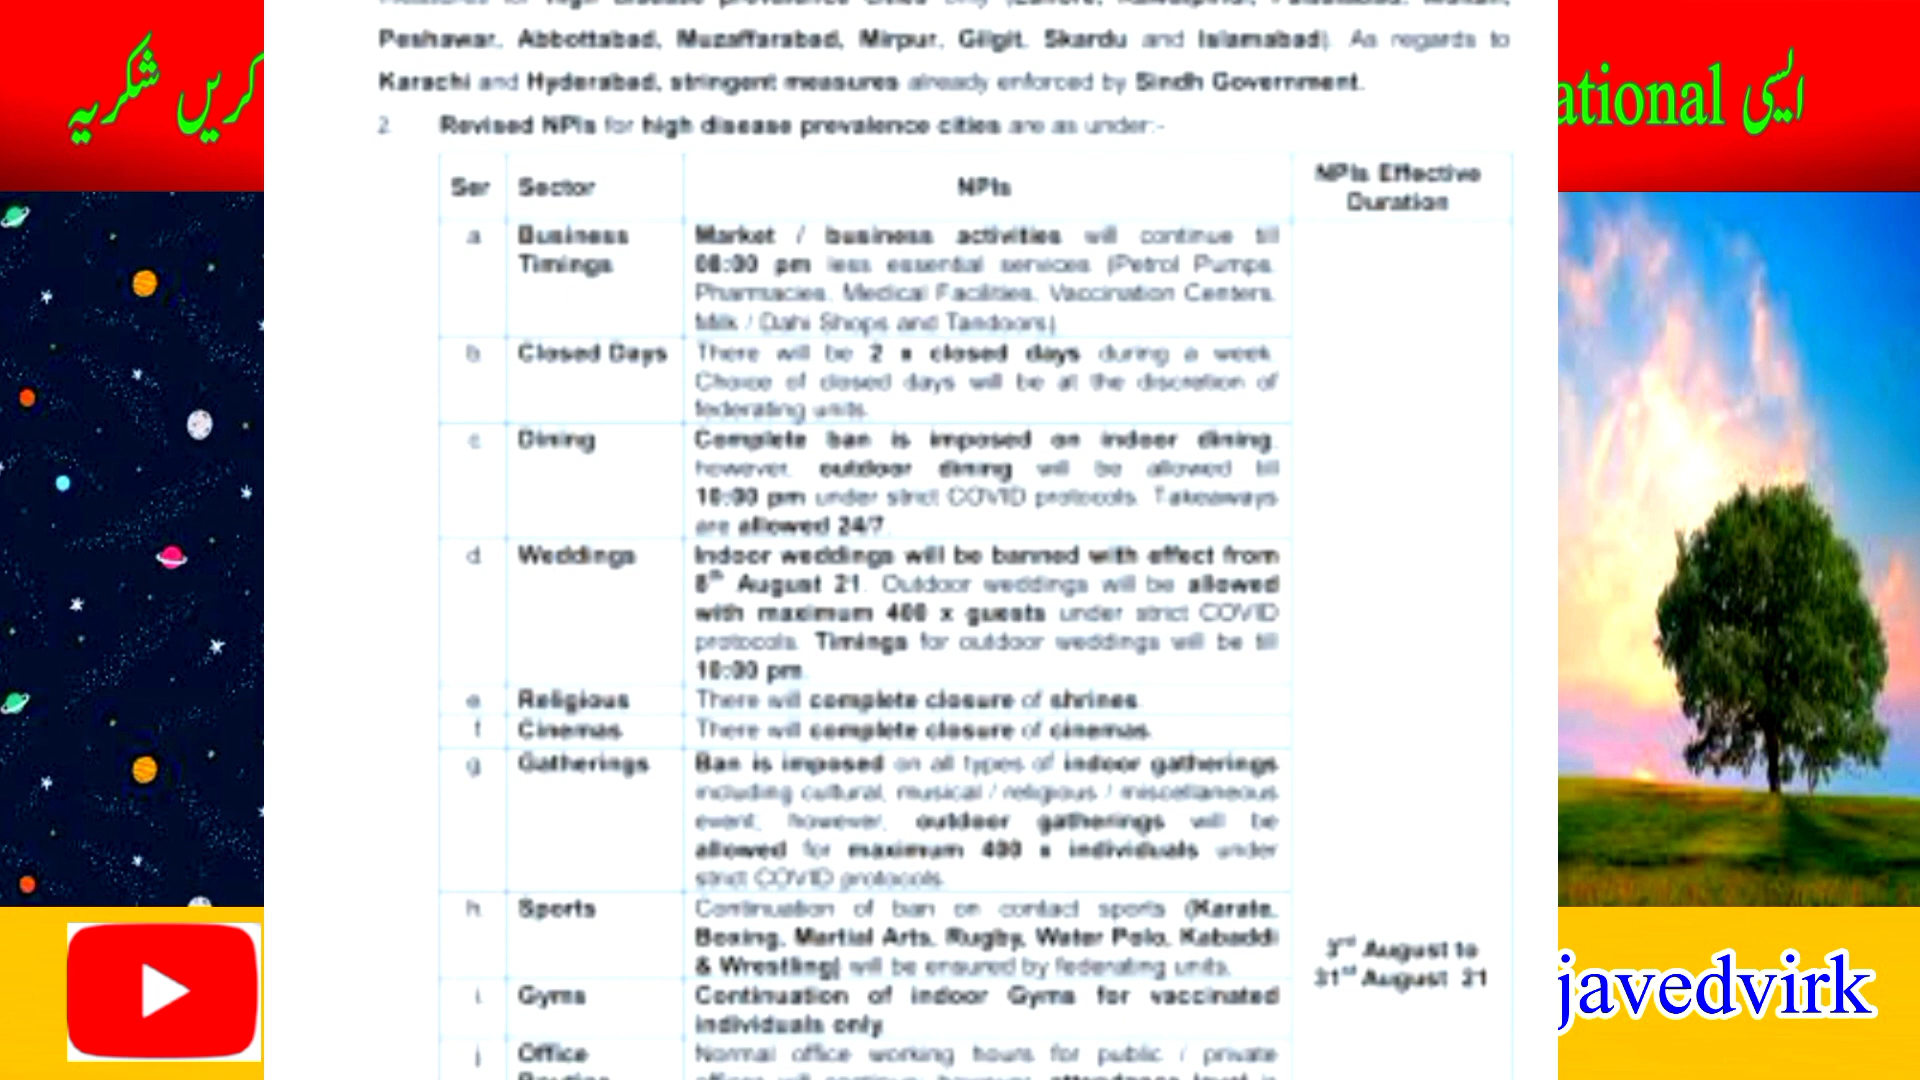 Peshawar, Abbottabad, Muzaffarabad, Mirpur, Gilgit, Skardu and Islamabad). As regards to
Karachi and Hyderabad, stringent measures already enforced by Sindh Government.
2. Revised NPIs for high disease prevalence cities are as under:-
Ser Sector NPIs NPIs Effective
Duration
a Business
Timings
Market / business activities will continue till
08:00 pm less essential services (Petrol Pumps,
Pharmacies, Medical Facilities, Vaccination Centers,
Milk / Dahi Shops and Tandoors)
b Closed Days There will be 2 x closed days during a week.
Choice of closed days will be at the discretion of
federating units.
c Dining Complete ban is imposed on indoor dining,
however, outdoor dining will be allowed till
10:00 pm under strict COVID protocols. Takeaways
are allowed 24/7
d Weddings Indoor weddings will be banned with effect from
8th August 21. Outdoor weddings will be allowed
with maximum 400 x guests under strict COVID
protocols. Timings for outdoor weddings will be till
10:00 pm.
e Religious There will complete closure of shrines.
f Cinemas There will complete closure of cinemas.
g Gatherings Ban is imposed on all types of indoor gatherings
including cultural, musical / religious / miscellaneous
event, however, outdoor gatherings will be
allowed for maximum 400 x individuals under
strict COVID protocols.
h Sports Continuation of ban on contact sports (Karate,
Boxing, Martial Arts, Rugby, Water Polo, Kabaddi
& Wrestling) will be ensured by federating units.
i Gyms Continuation of indoor Gyms for vaccinated
individuals only
j Office Normal office working hours for public / private
3rd August to
31st August 21
کریں شکریہ
ational ایسی
javedvirk